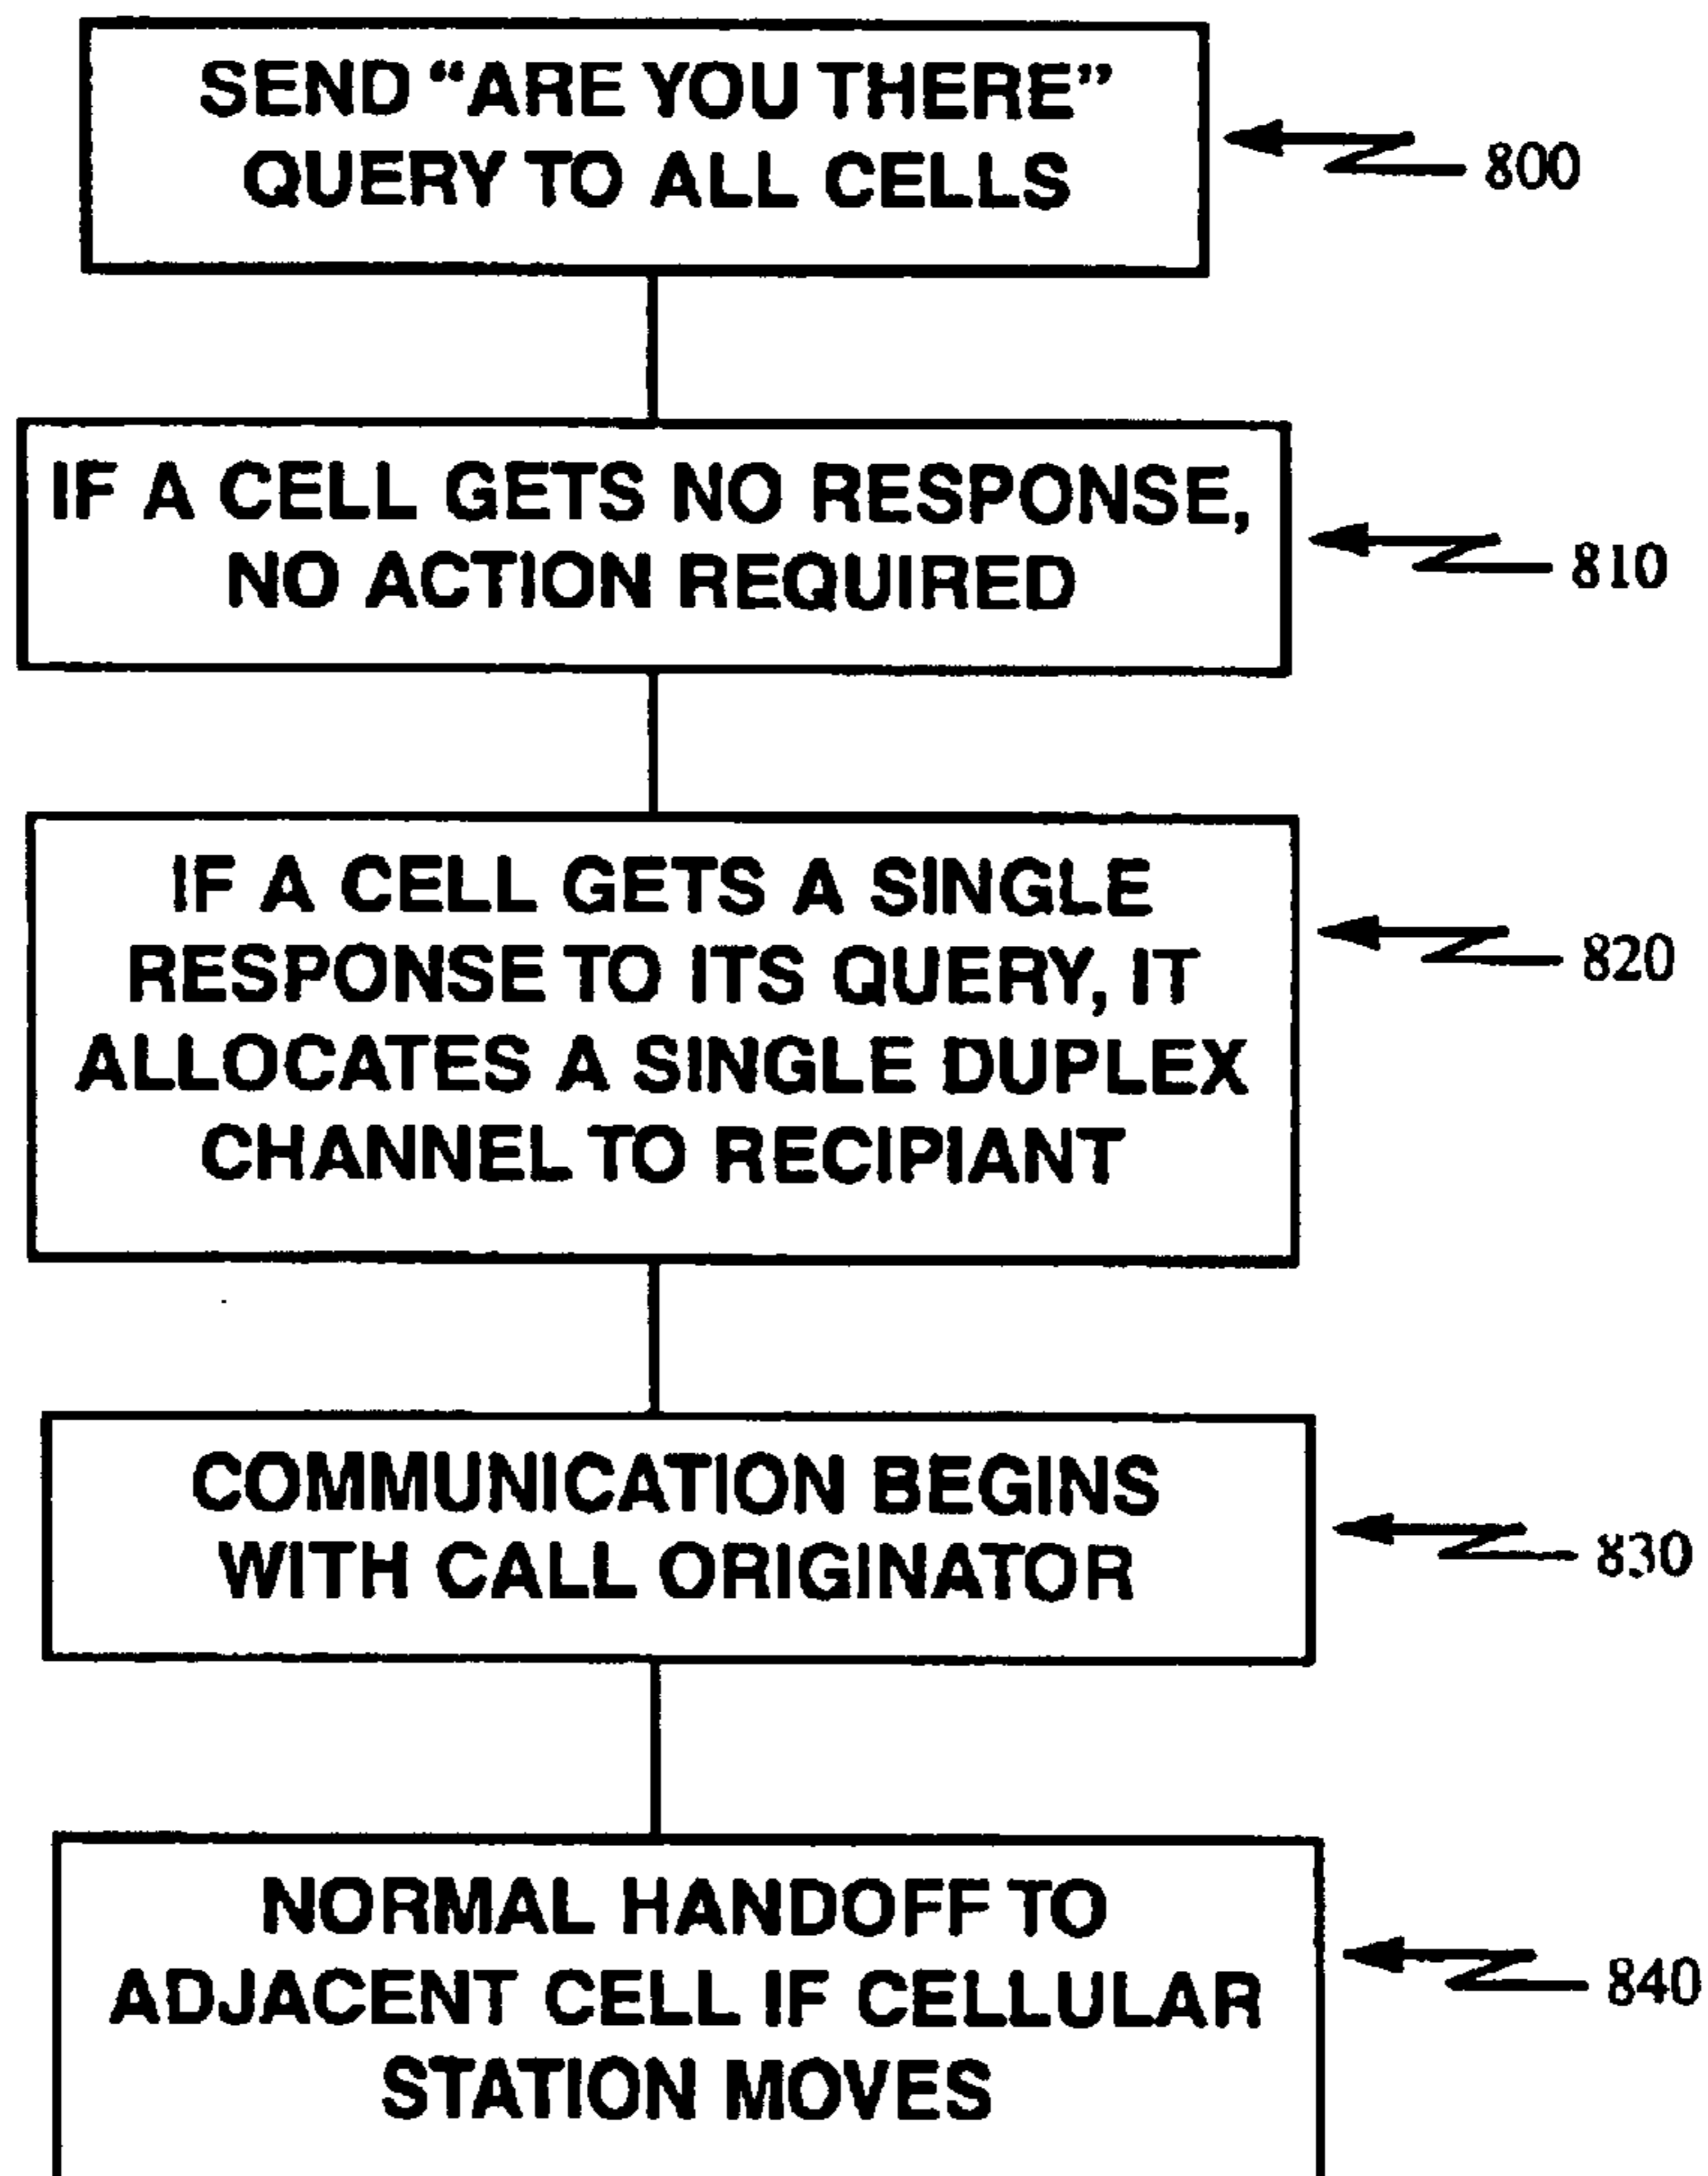 SEND “ARE YOU THERE”
QUERY TO ALL CELLS
800
IF A CELL GETS NO RESPONSE,
NO ACTION REQUIRED
810
IF A CELL GETS A SINGLE
RESPONSE TO ITS QUERY, IT
ALLOCATES A SINGLE DUPLEX
CHANNEL TO RECIPIANT
820
COMMUNICATION BEGINS
WITH CALL ORIGINATOR
830
NORMAL HANDOFF TO
ADJACENT CELL IF CELLULAR
STATION MOVES
840